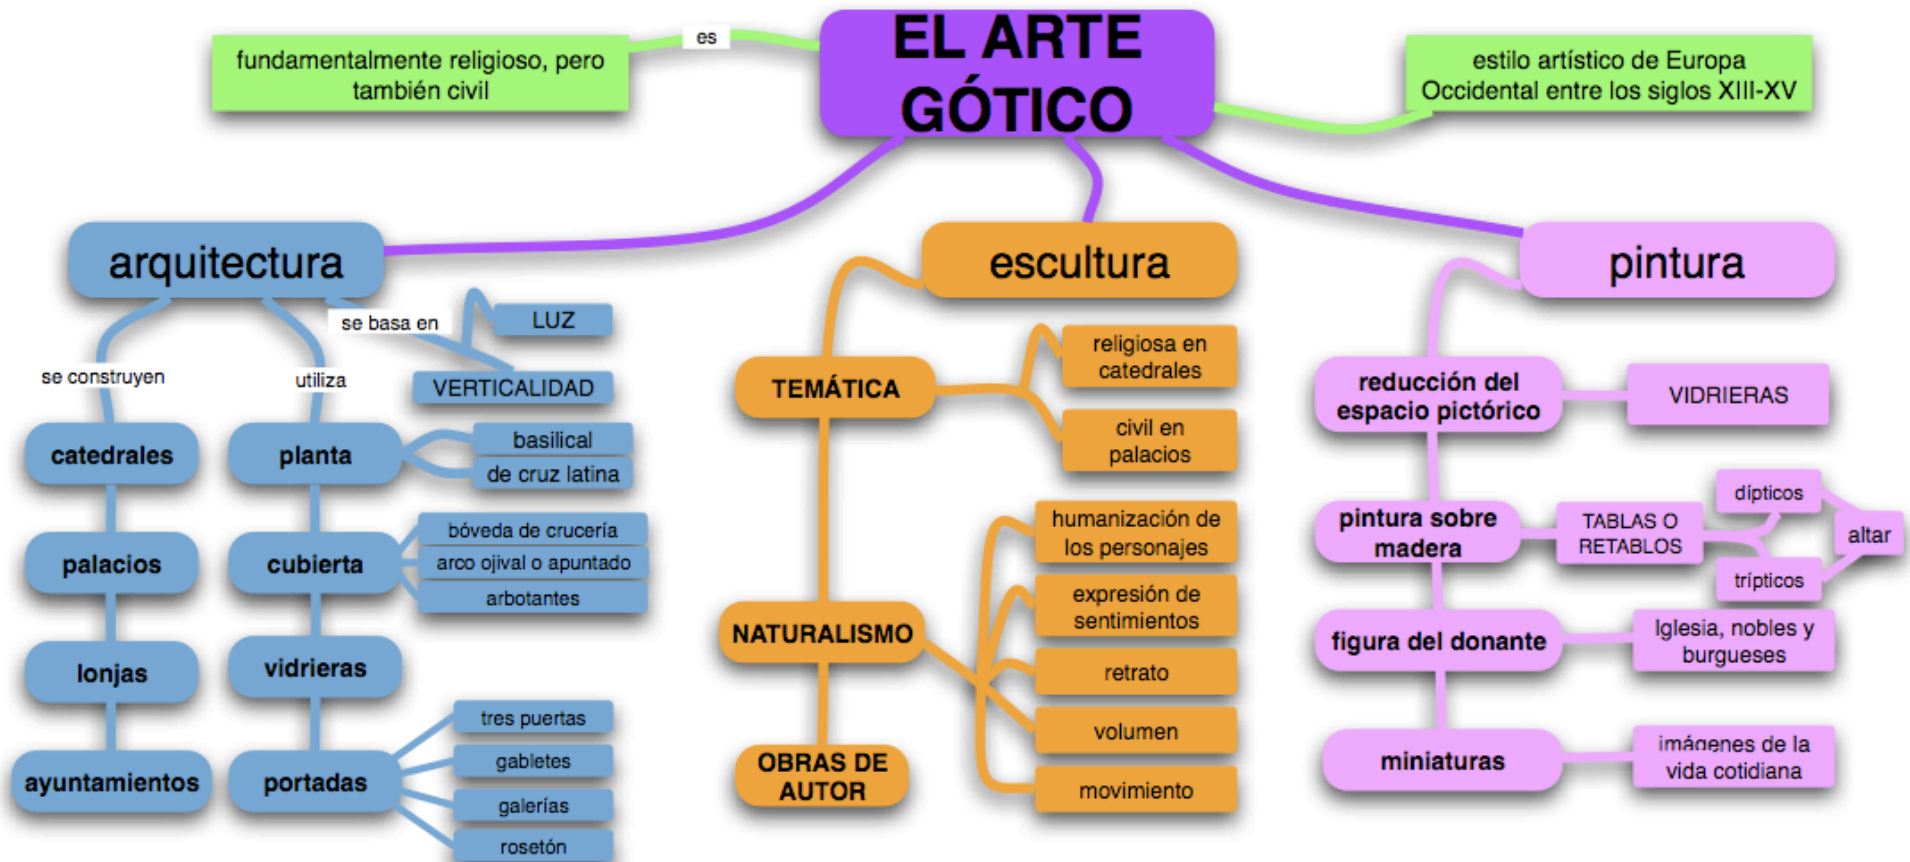 EL ARTE
GÓTICO
es
fundamentalmente religioso, pero
también civil
estilo artístico de Europa
Occidental entre los siglos XIII-XV
arquitectura
se construyen
catedrales
palacios
lonjas
ayuntamientos
utiliza
planta
basilical
de cruz latina
cubierta
bóveda de crucería
arco ojival o apuntado
arbotantes
vidrieras
portadas
tres puertas
gabletes
galerías
rosetón
se basa en
LUZ
VERTICALIDAD
escultura
TEMÁTICA
religiosa en
catedrales
civil en
palacios
NATURALISMO
humanización de
los personajes
expresión de
sentimientos
retrato
volumen
movimiento
OBRAS DE
AUTOR
pintura
reducción del
espacio pictórico
VIDRIERAS
pintura sobre
madera
TABLAS O
RETABLOS
dípticos
trípticos
altar
figura del donante
Iglesia, nobles y
burgueses
miniaturas
imágenes de la
vida cotidiana